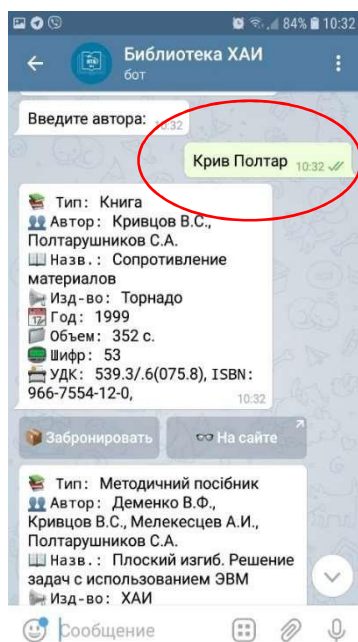 84% 10:32
Библиотека ХАИ
бот
Введите автора: 10:32
Крив Полтар 10:32
Тип: Книга
Автор: Кривцов В.С.,
Полтарушников С.А.
Назв.: Сопротивление
материалов
Изд-во: Торнадо
Год: 1999
Объем: 352 с.
Шифр: 53
УДК: 539.3/.6(075.8), ISBN:
966-7554-12-0,
10:32
Забронировать
На сайте
Тип: Методичний посібник
Автор: Деменко В.Ф.,
Кривцов В.С., Мелекесцев А.И.,
Полтарушников С.А.
Назв.: Плоский изгиб. Решение
задач с использованием ЭВМ
Изд-во: ХАИ
Сообщение